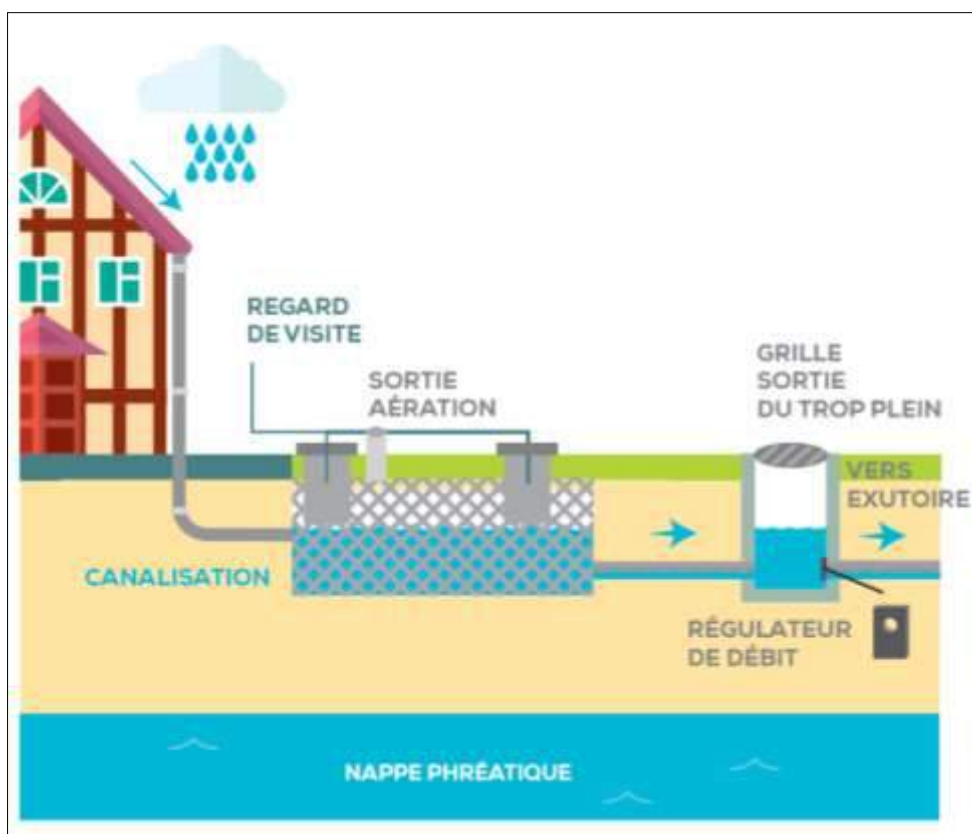 REGARD
DE VISITE
SORTIE
AÉRATION
GRILLE
SORTIE
DU TROP PLEIN
VERS
EXUTOIRE
CANALISATION
RÉGULATEUR
DE DÉBIT
NAPPE PHRÉATIQUE